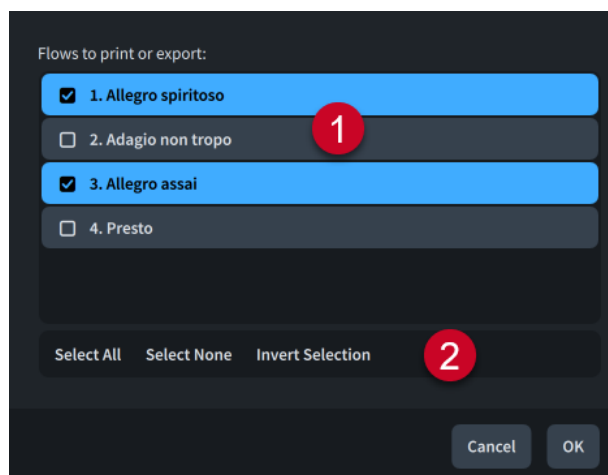 Flows to print or export:
1. Allegro spiritoso
2. Adagio non tropo
1
3. Allegro assai
4. Presto
Select All Select None Invert Selection
2
Cancel OK